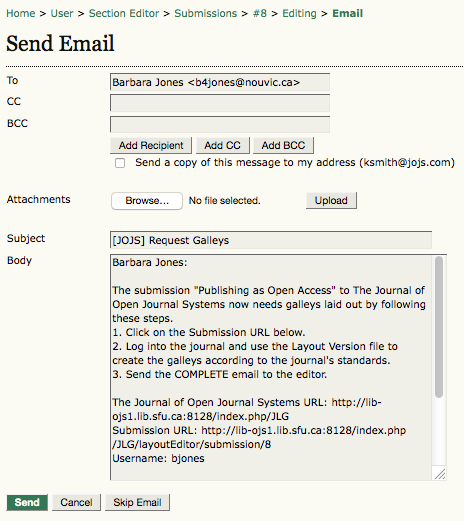 Home > User > Section Editor > Submissions > #8 > Editing > Email
Send Email
To
Barbara Jones <b4jones@nouvic.ca>
CC
BCC
Add Recipient Add CC Add BCC
Send a copy of this message to my address (ksmith@jojs.com)
Attachments Browse... No file selected. Upload
Subject [JOJS] Request Galleys
Body
Barbara Jones:
The submission "Publishing as Open Access" to The Journal of
Open Journal Systems now needs galleys laid out by following
these steps.
1. Click on the Submission URL below.
2. Log into the journal and use the Layout Version file to
create the galleys according to the journal's standards.
3. Send the COMPLETE email to the editor.
The Journal of Open Journal Systems URL: http://lib-
ojs1.lib.sfu.ca:8128/index.php/JLG
Submission URL: http://lib-ojs1.lib.sfu.ca:8128/index.php
/JLG/layoutEditor/submission/8
Username: bjones
Send Cancel Skip Email